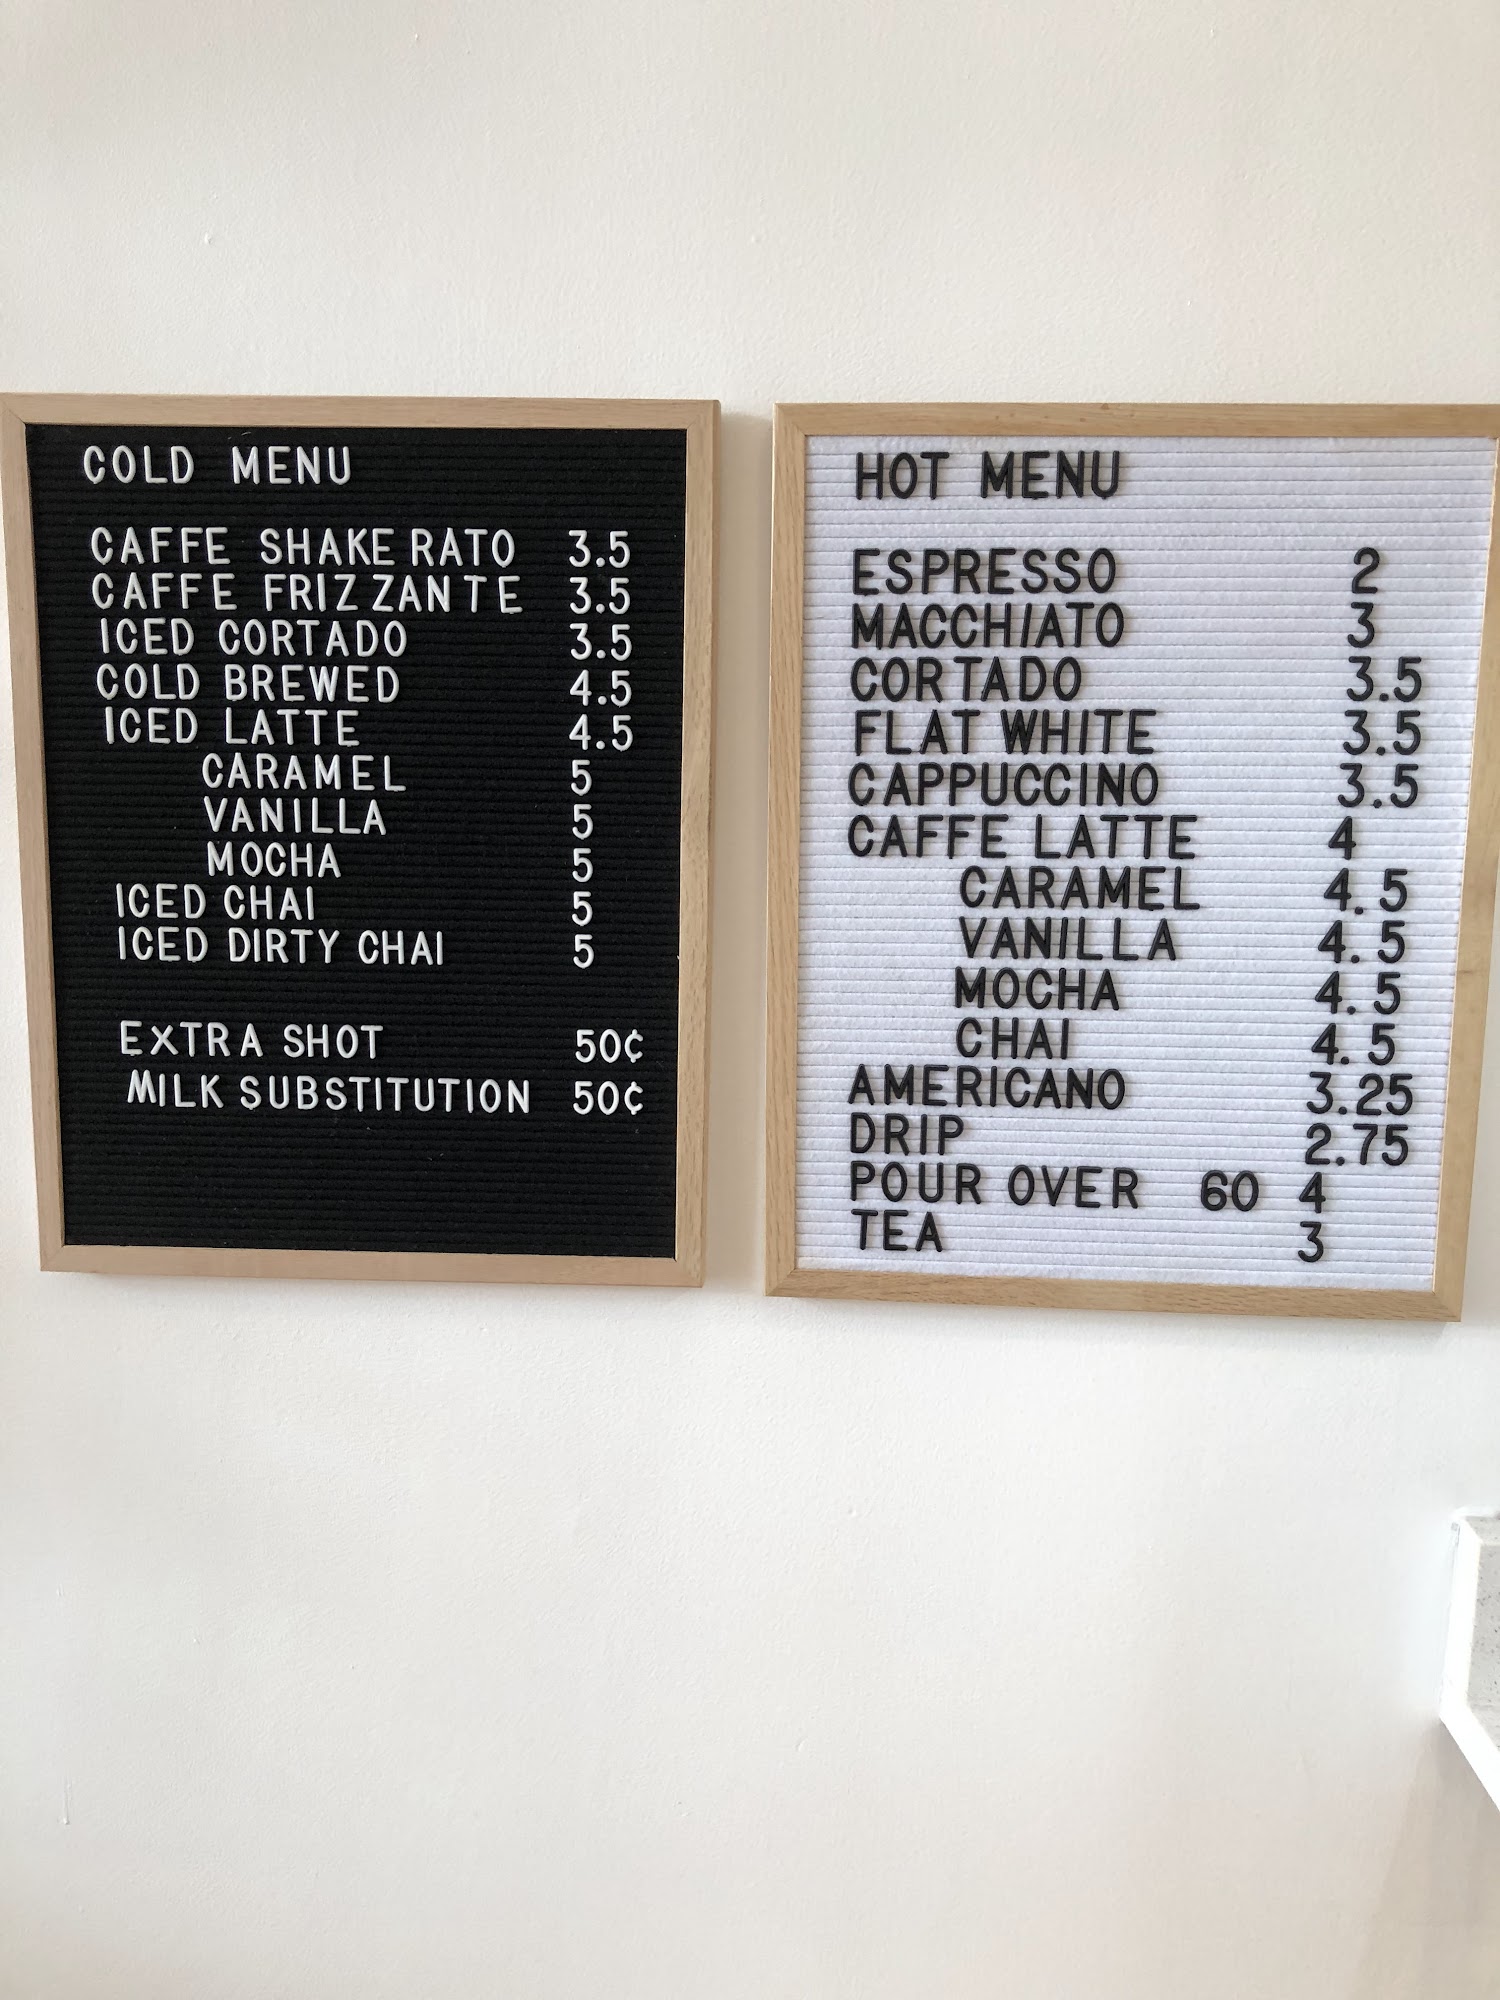 COLD MENU
CAFFE SHAKERATO 3.5
CAFFE FRIZZANTE 3.5
ICED CORTADO 3.5
COLD BREWED 4.5
ICED LATTE 4.5
CARAMEL 5
VANILLA 5
MOCHA 5
ICED CHAI 5
ICED DIRTY CHAI 5
EXTRA SHOT 50¢
MILK SUBSTITUTION 50¢
HOT MENU
ESPRESSO 2
MACCHIATO 3
CORTADO 3.5
FLAT WHITE 3.5
CAPPUCCINO 3.5
CAFFE LATTE 4
CARAMEL 4.5
VANILLA 4.5
MOCHA 4.5
CHAI 4.5
AMERICANO 3.25
DRIP 2.75
POUR OVER 60 4
TEA 3